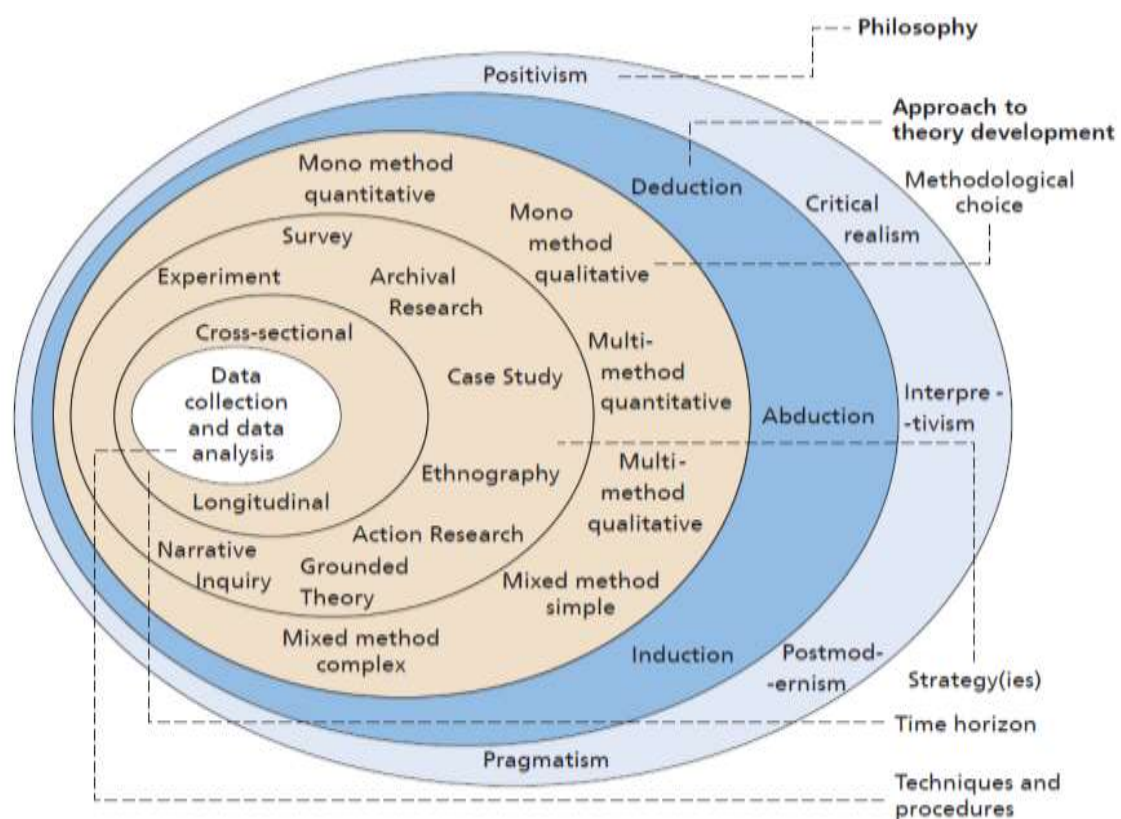 Philosophy
Positivism
Approach to
theory development
Mono method
quantitative
Deduction
Methodological
choice
Mono
method
qualitative
Critical
realism
Survey
Experiment
Archival
Research
Cross-sectional
Multi-
method
quantitative
Data
collection
and data
analysis
Case Study
Abduction
Interpre -
-tivism
Ethnography
Multi-
method
qualitative
Longitudinal
Action Research
Narrative
Inquiry
Grounded
Theory
Mixed method
simple
Mixed method
complex
Induction
Postmod-
-ernism
Strategy(ies)
Time horizon
Pragmatism
Techniques and
procedures